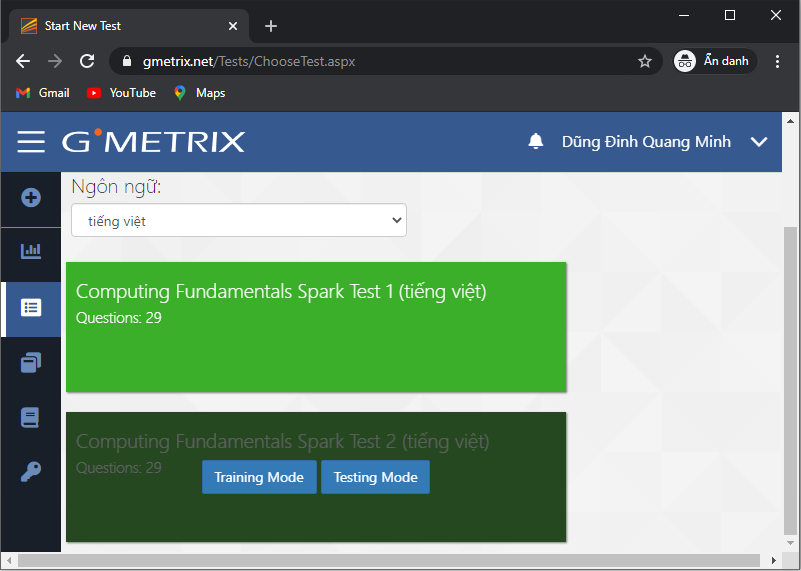 Start New Test
gmetrix.net/Tests/ChooseTest.aspx
Ẩn danh
Gmail
YouTube
Maps
GMETRIX
Dũng Đinh Quang Minh
Ngôn ngữ:
tiếng việt
Computing Fundamentals Spark Test 1 (tiếng việt)
Questions: 29
Computing Fundamentals Spark Test 2 (tiếng việt)
Questions: 29
Training Mode
Testing Mode